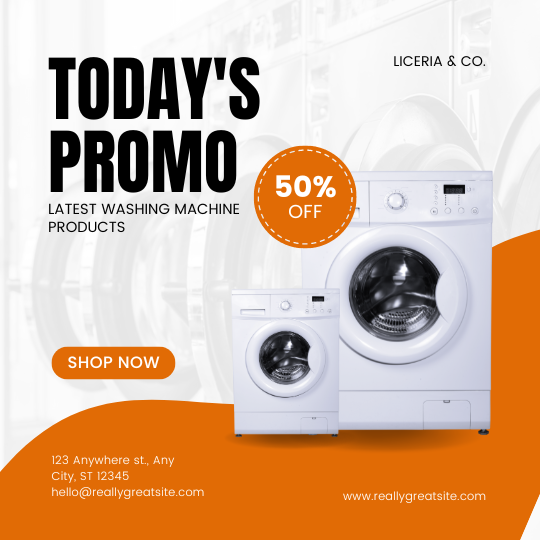 TODAY'S
PROMO
LICERIA & CO.
LATEST WASHING MACHINE
PRODUCTS
50%
OFF
SHOP NOW
123 Anywhere st., Any
City, ST 12345
hello@reallygreatsite.com
www.reallygreatsite.com